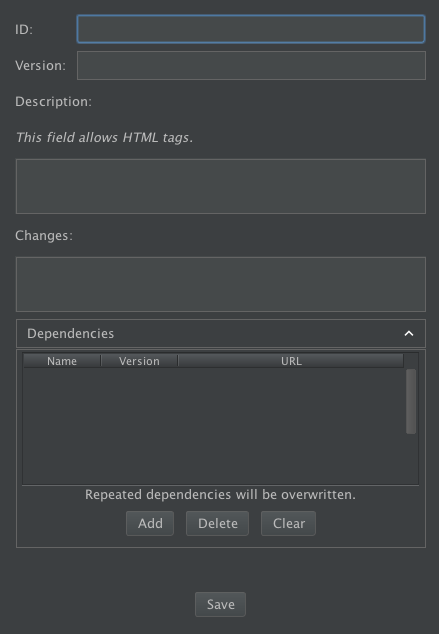 ID:
Version:
Description:
This field allows HTML tags.
Changes:
Dependencies
Name Version URL
Repeated dependencies will be overwritten.
Add Delete Clear
Save